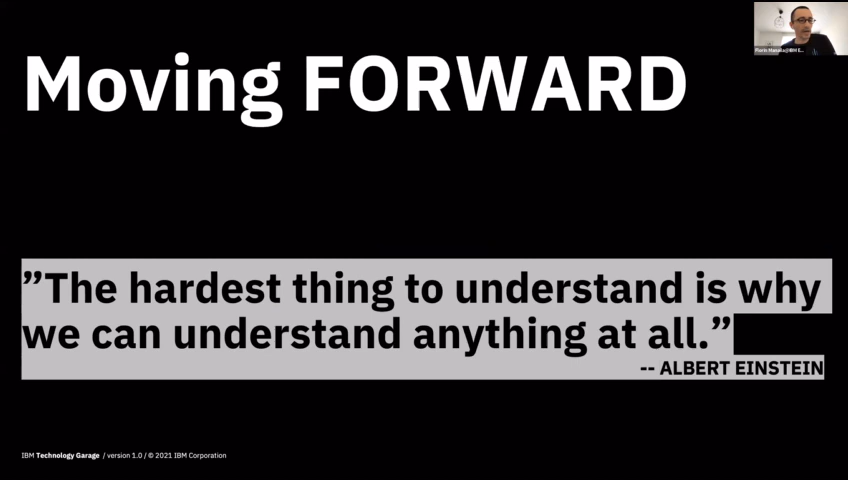 Moving FORWARD
”The hardest thing to understand is why
we can understand anything at all.”
-- ALBERT EINSTEIN
IBM Technology Garage / version 1.0 / © 2021 IBM Corporation